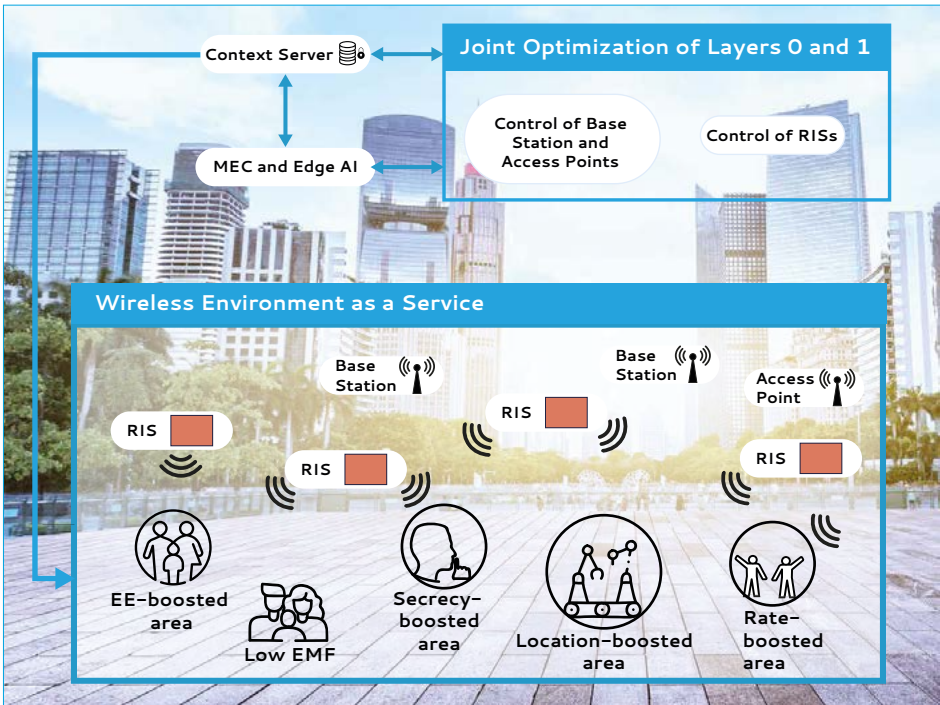 Context Server
Joint Optimization of Layers 0 and 1
Control of Base
Station and
Access Points
Control of RISs
MEC and Edge AI
Wireless Environment as a Service
Base
Station
Base
Station
Access
Point
RIS
RIS
RIS
RIS
EE-boosted
area
Low EMF
Secrecy-
boosted
area
Location-boosted
area
Rate-
boosted
area